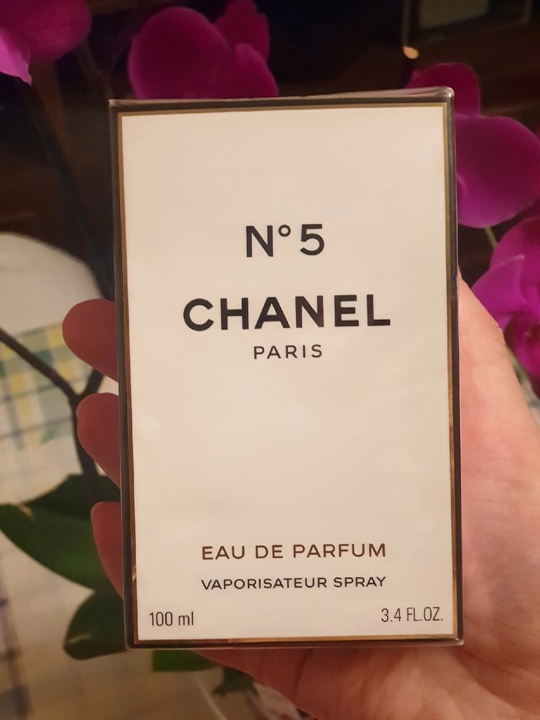 N°5
CHANEL
PARIS
EAU DE PARFUM
VAPORISATEUR SPRAY
100 ml 3.4 FL.OZ.